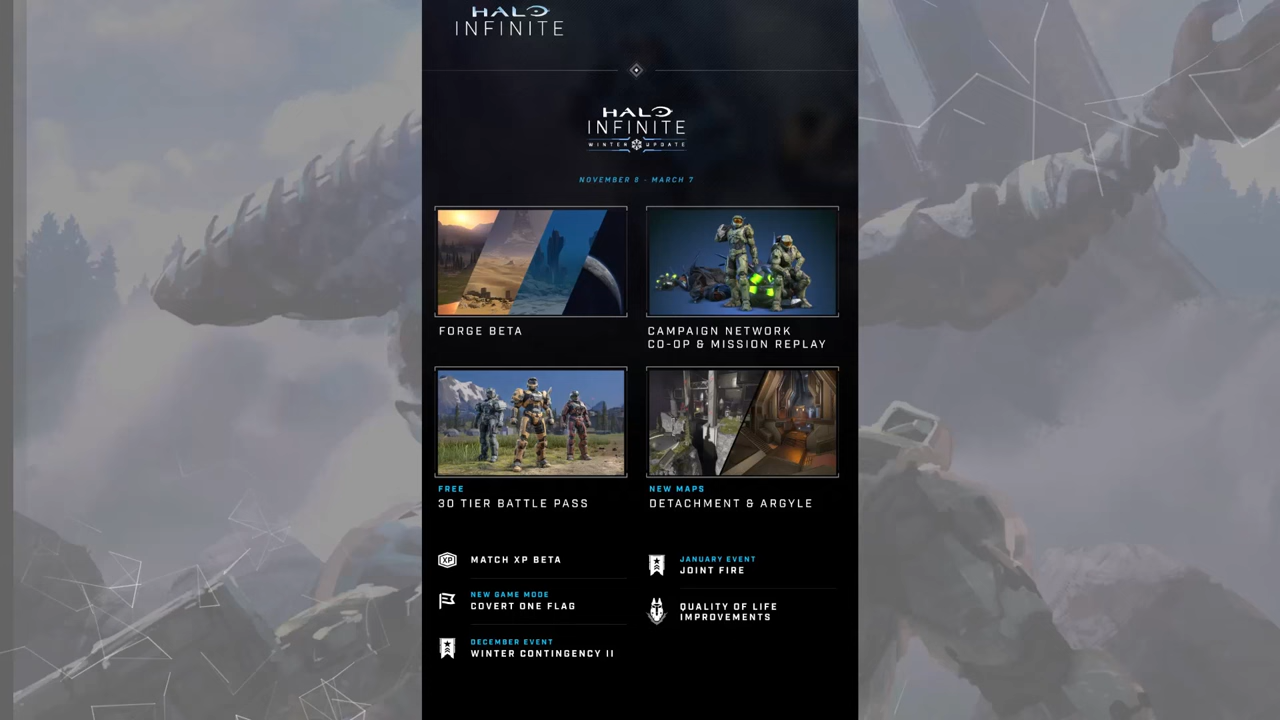 HALO
INFINITE
HALO
INFINITE
WINTER UPDATE
NOVEMBER 8 - MARCH 7
FORGE BETA
CAMPAIGN NETWORK
CO-OP & MISSION REPLAY
FREE
30 TIER BATTLE PASS
NEW MAPS
DETACHMENT & ARGYLE
XP
MATCH XP BETA
NEW GAME MODE
COVERT ONE FLAG
DECEMBER EVENT
WINTER CONTINGENCY II
JANUARY EVENT
JOINT FIRE
QUALITY OF LIFE
IMPROVEMENTS